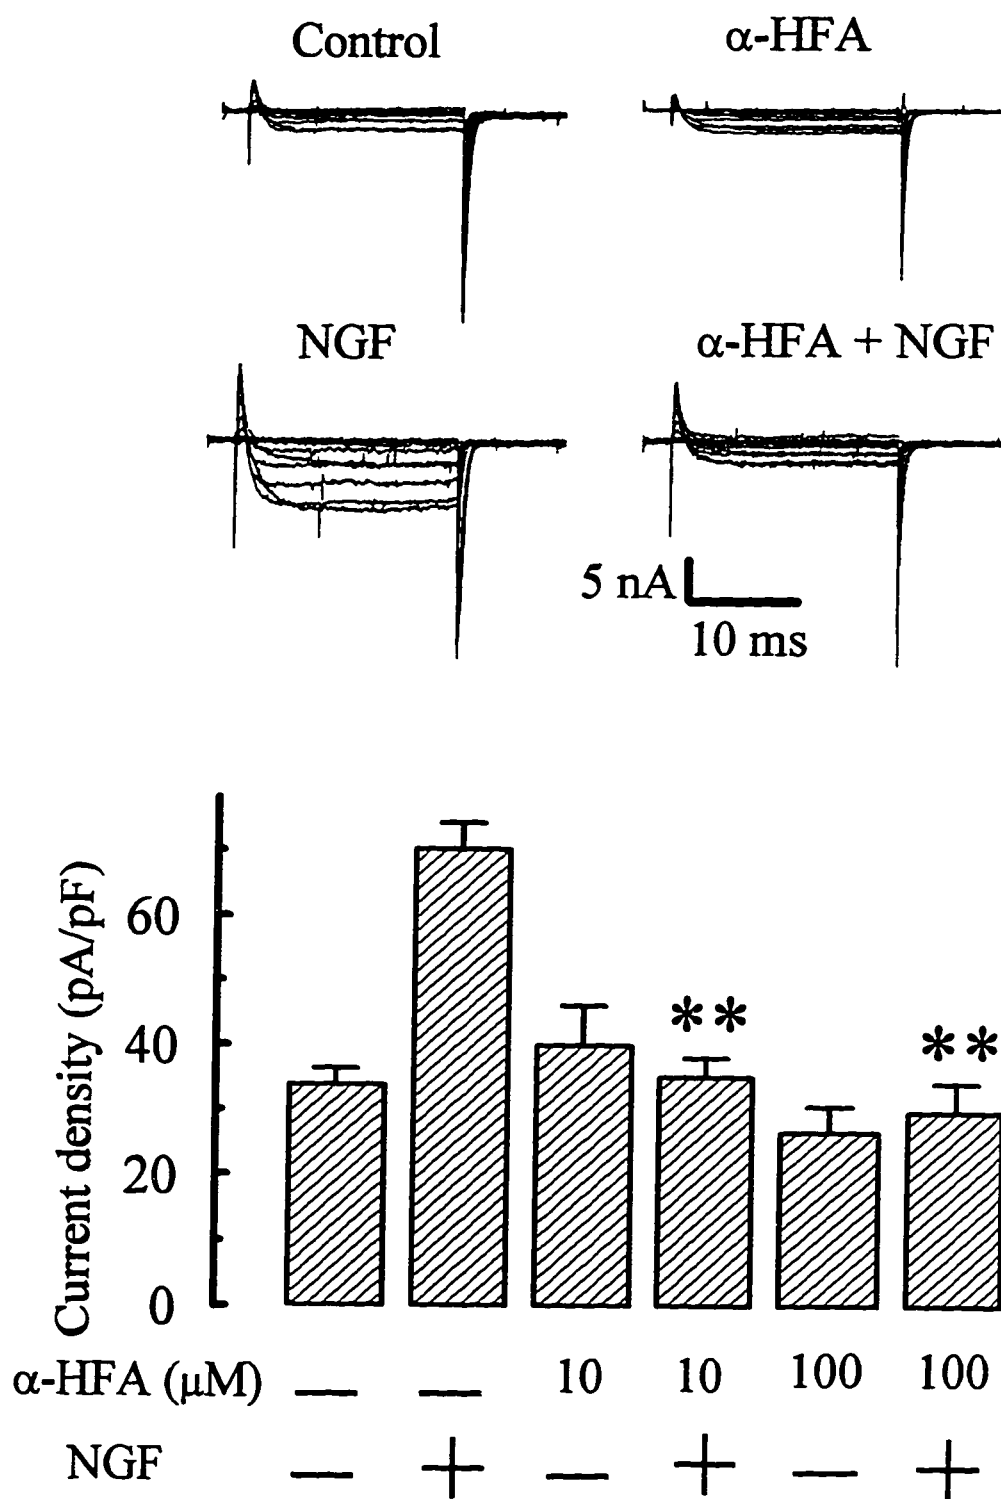 Control
α-HFA
NGF
α-HFA + NGF
5 nA
10 ms
Current density (pA/pF)
60
40
20
0
**
**
α-HFA (μM) — — 10 10 100 100
NGF — + — + — +